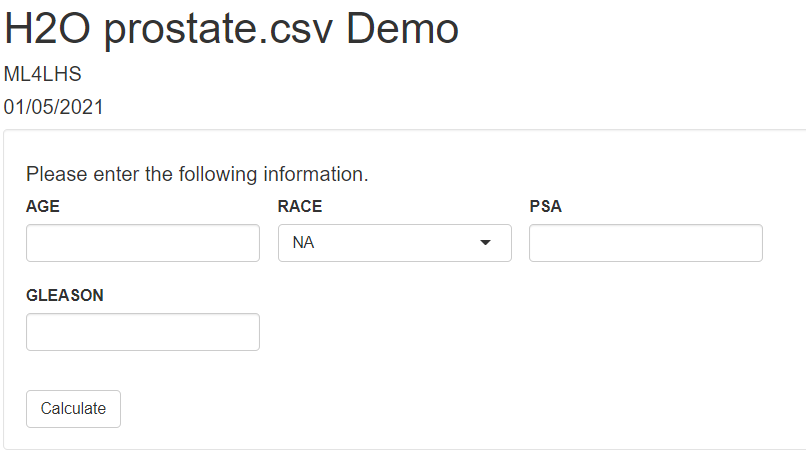 H2O prostate.csv Demo
ML4LHS
01/05/2021
Please enter the following information.
AGE RACE PSA
NA
GLEASON
Calculate